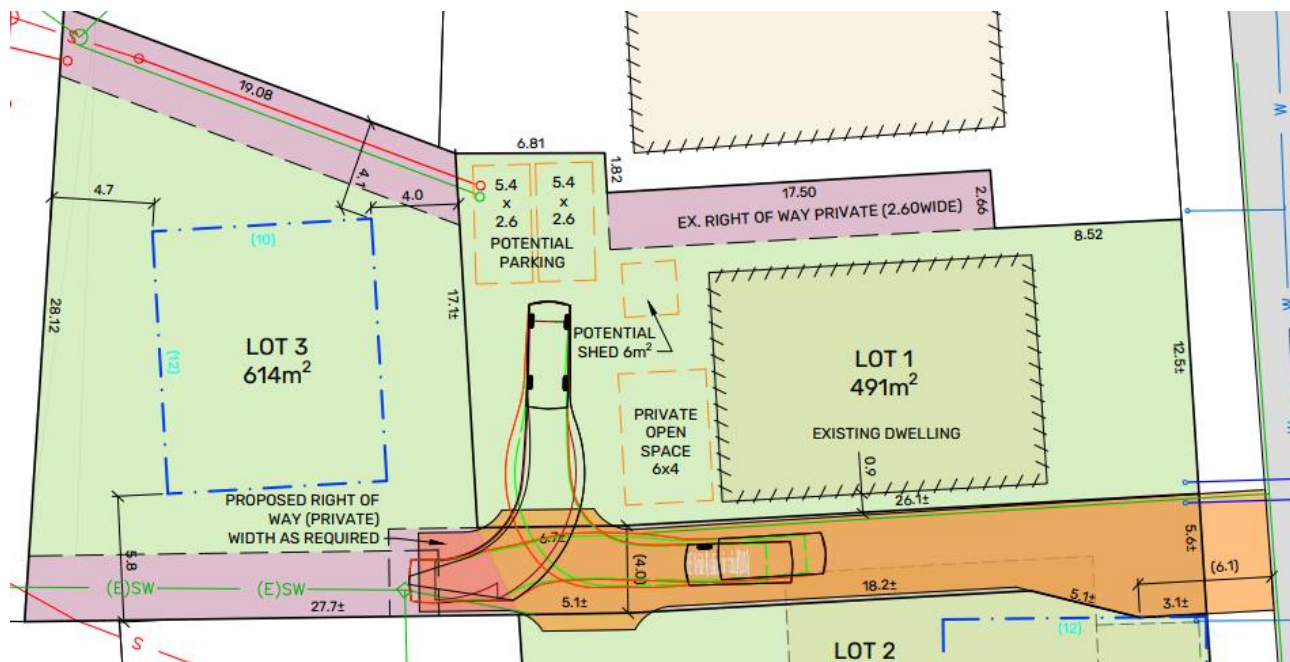 S
19.08
6.81
1.82
17.50
2.66
EX. RIGHT OF WAY PRIVATE (2.60WIDE)
8.52
W
W
4.7
4.0
5.4
x
2.6
5.4
x
2.6
POTENTIAL
PARKING
(10)
(12)
28.12
17.1±
LOT 3
614m²
POTENTIAL
SHED 6m²
LOT 1
491m²
EXISTING DWELLING
12.5±
PRIVATE
OPEN
SPACE
6x4
0.9
26.1±
PROPOSED RIGHT OF
WAY (PRIVATE)
WIDTH AS REQUIRED
5.8
6.7±
(4.0)
5.6±
(6.1)
(E)SW
(E)SW
27.7±
5.1±
18.2±
5.1±
3.1±
S
(12)
LOT 2